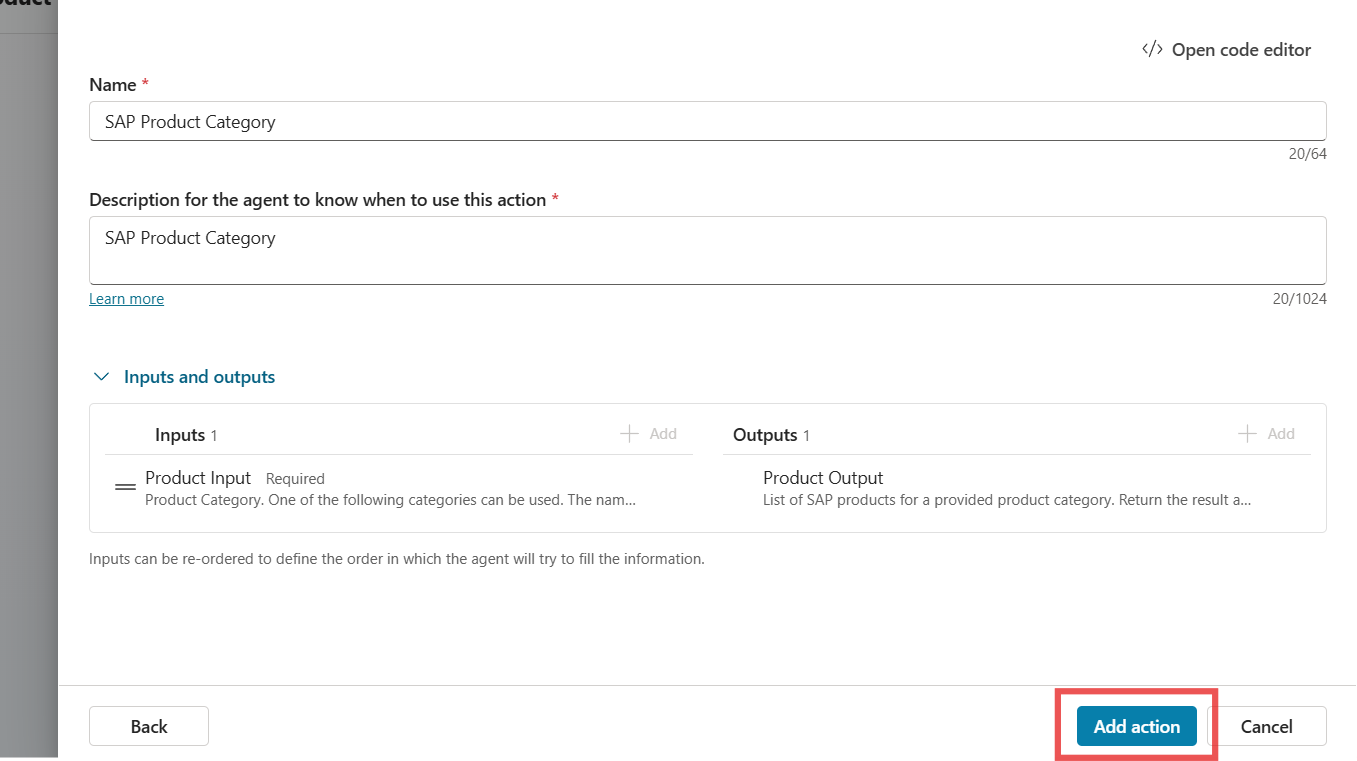 </> Open code editor
Name *
SAP Product Category
20/64
Description for the agent to know when to use this action *
SAP Product Category
Learn more
20/1024
Inputs and outputs
Inputs 1
Add
Outputs 1
Add
Product Input Required
Product Category. One of the following categories can be used. The nam...
Product Output
List of SAP products for a provided product category. Return the result a...
Inputs can be re-ordered to define the order in which the agent will try to fill the information.
Back
Add action
Cancel